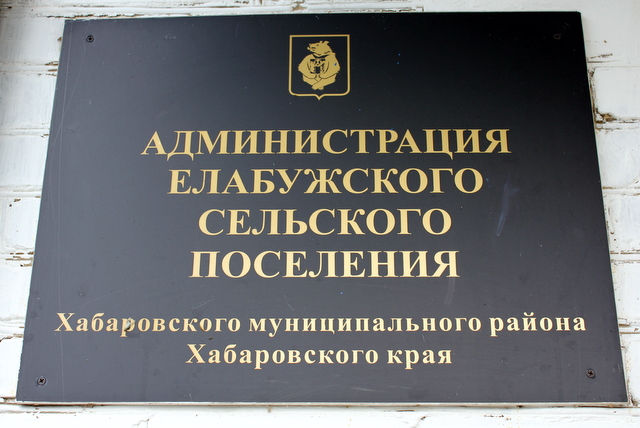 АДМИНИСТРАЦИЯ
ЕЛАБУЖСКОГО
СЕЛЬСКОГО
ПОСЕЛЕНИЯ
Хабаровского муниципального района
Хабаровского края